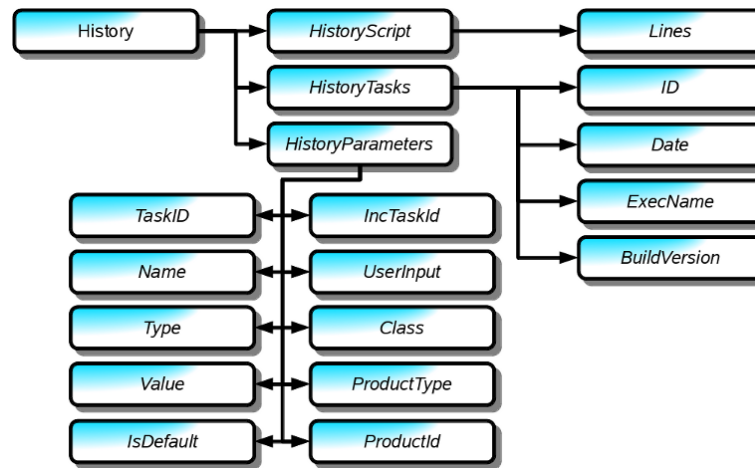 History
HistoryScript
Lines
HistoryTasks
ID
HistoryParameters
Date
TaskID
IncTaskId
ExecName
Name
UserInput
BuildVersion
Type
Class
Value
ProductType
IsDefault
ProductId